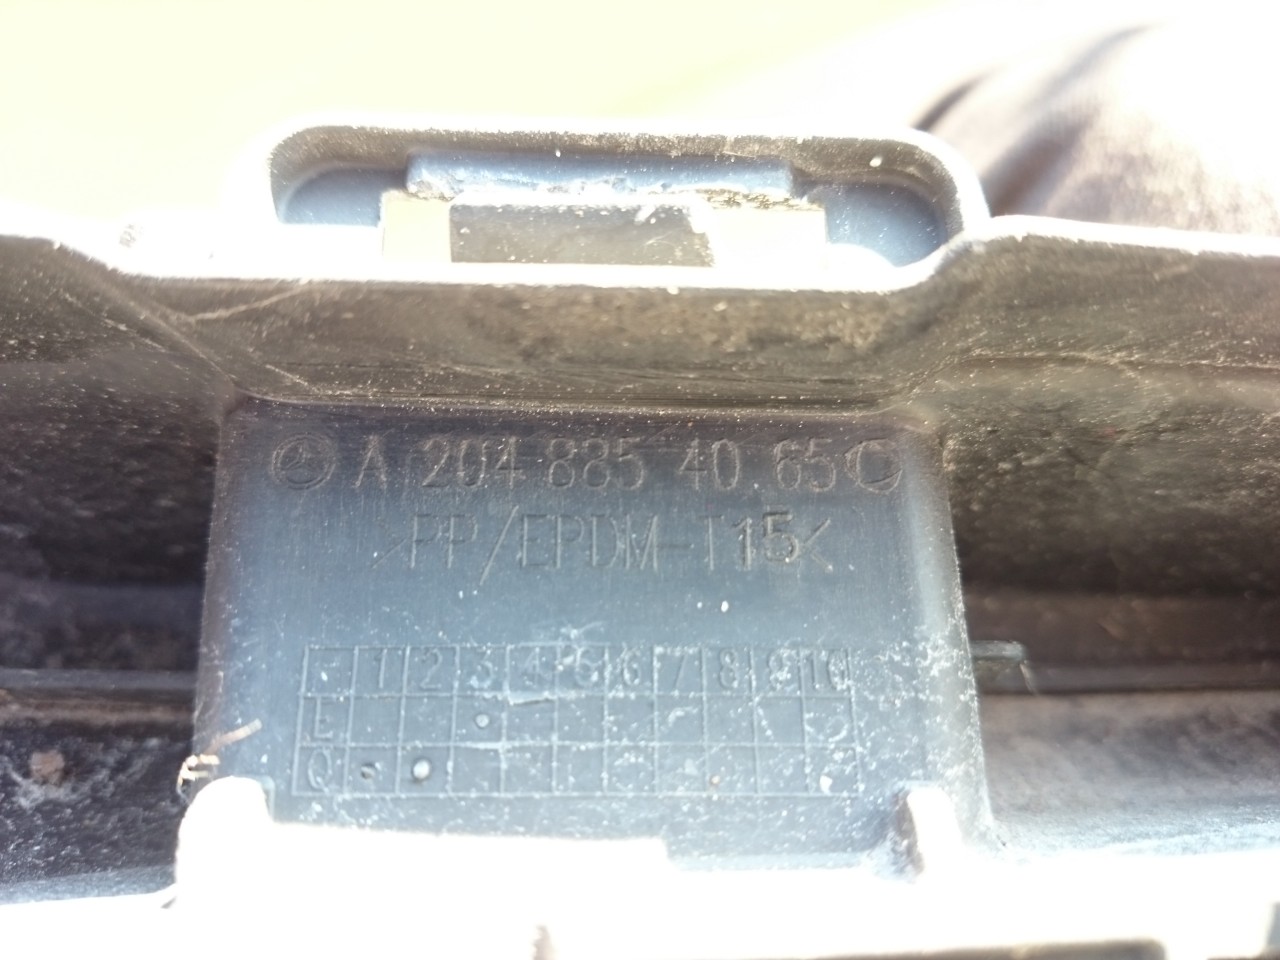 A 204 885 40 65
>PP/EPDM-T15<
- 1 2 3 4 5 6 7 8 9 10
E
Q